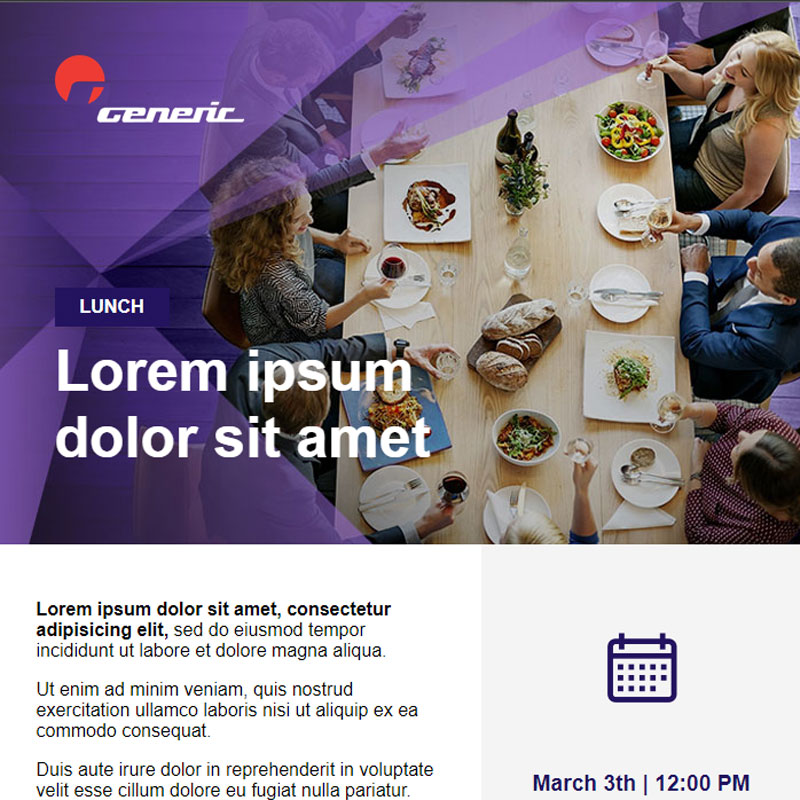 Generic
LUNCH
Lorem ipsum
dolor sit amet
Lorem ipsum dolor sit amet, consectetur
adipisicing elit, sed do eiusmod tempor
incididunt ut labore et dolore magna aliqua.
Ut enim ad minim veniam, quis nostrud
exercitation ullamco laboris nisi ut aliquip ex ea
commodo consequat.
Duis aute irure dolor in reprehenderit in voluptate
velit esse cillum dolore eu fugiat nulla pariatur.
March 3th | 12:00 PM